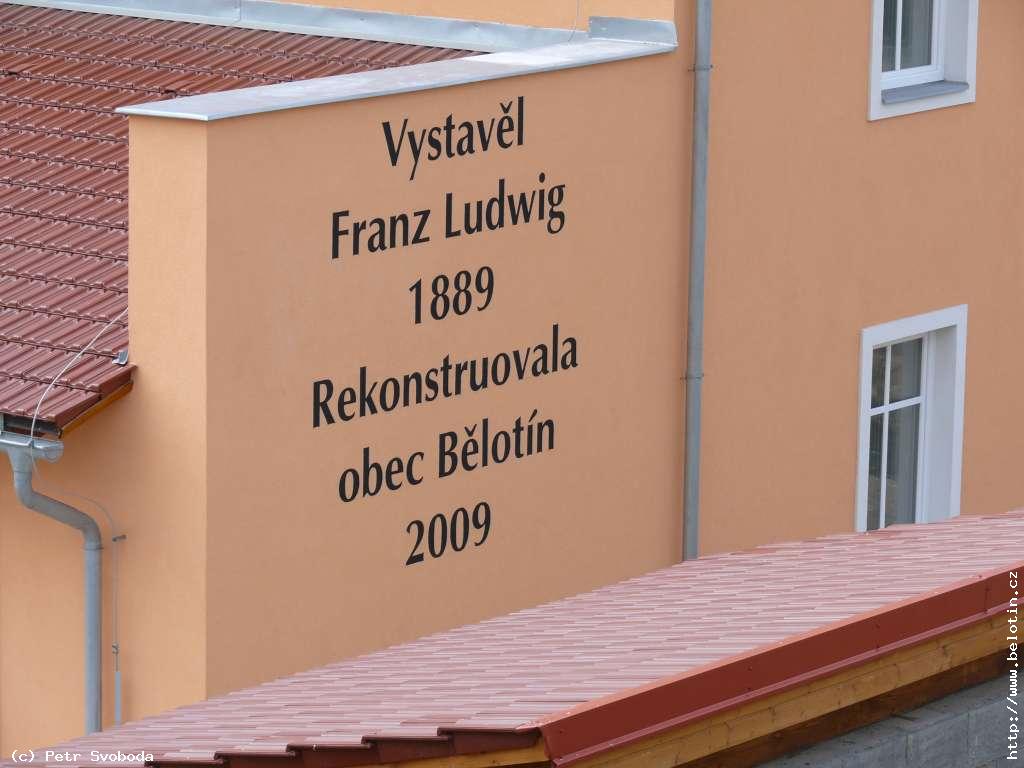 Vystavěl
Franz Ludwig
1889
Rekonstruovala
obec Bělotín
2009
(c) Petr Svoboda
http://www.belotin.cz